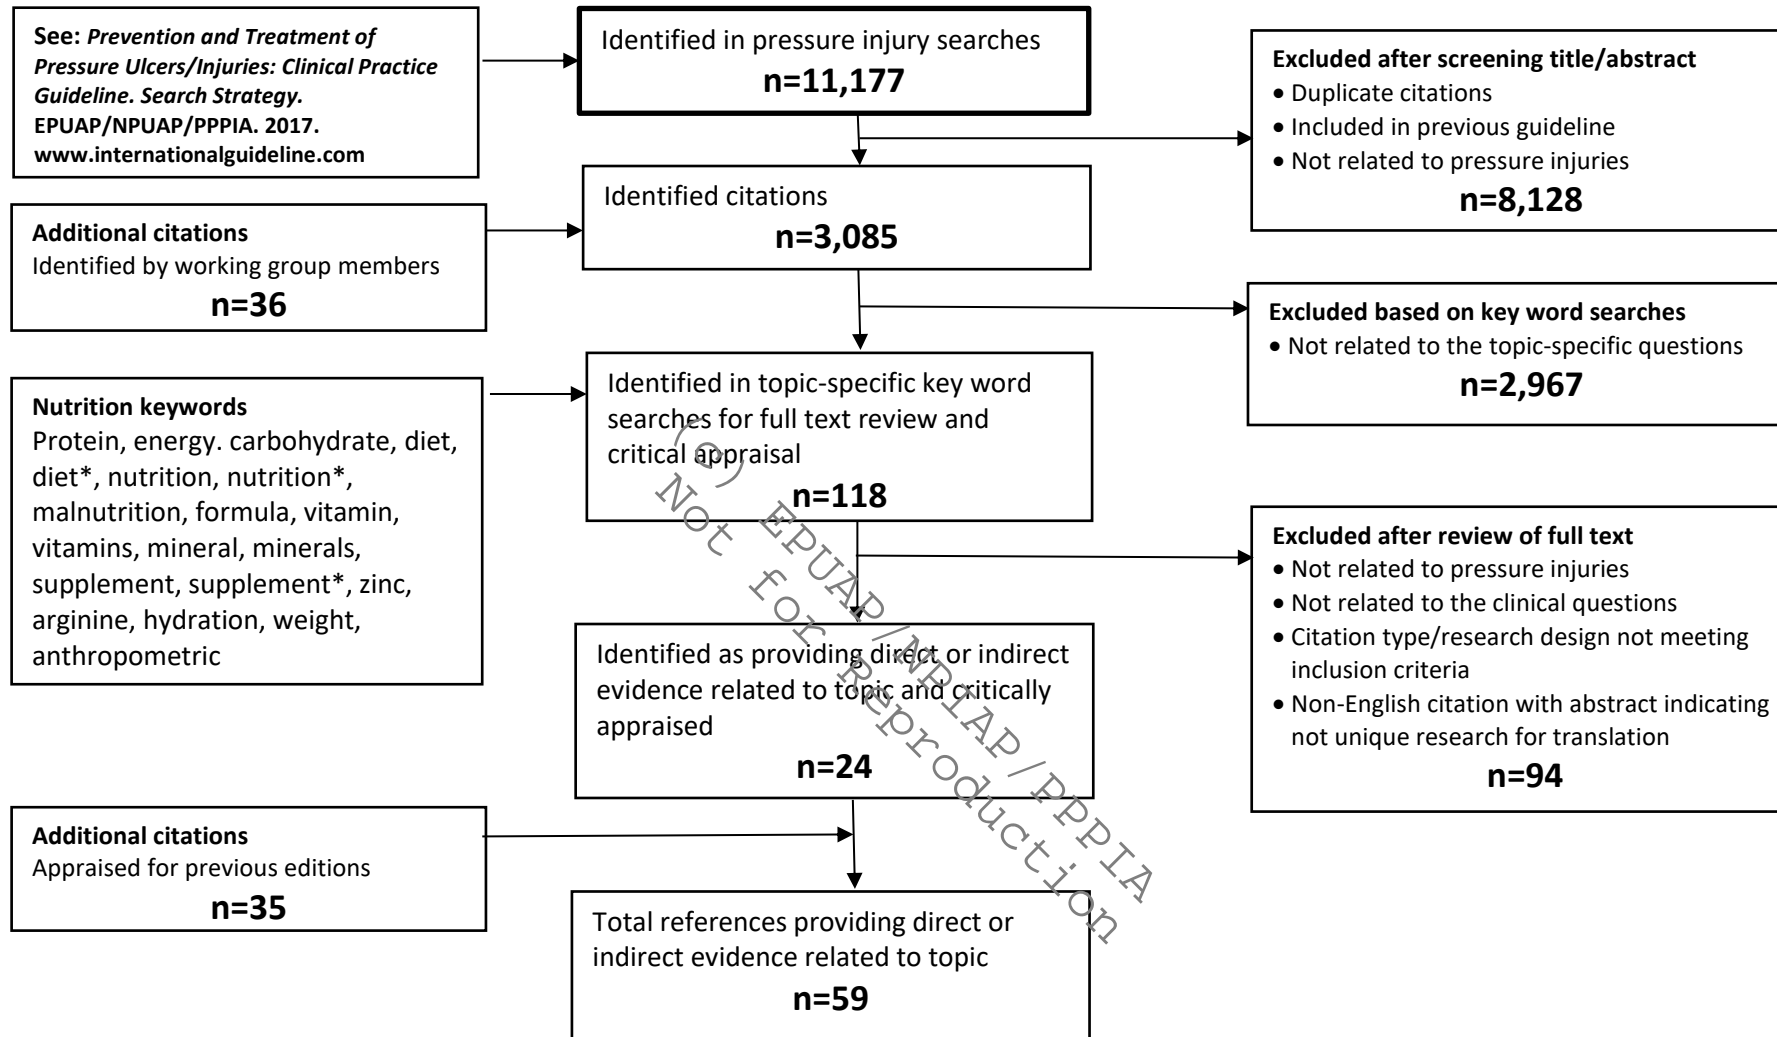 See: Prevention and Treatment of
Pressure Ulcers/Injuries: Clinical Practice
Guideline. Search Strategy.
EPUAP/NPUAP/PPPIA. 2017.
www.internationalguideline.com
Identified in pressure injury searches
n=11,177
Excluded after screening title/abstract
• Duplicate citations
• Included in previous guideline
• Not related to pressure injuries
n=8,128
Identified citations
n=3,085
Additional citations
Identified by working group members
n=36
Excluded based on key word searches
• Not related to the topic-specific questions
n=2,967
Nutrition keywords
Protein, energy. carbohydrate, diet,
diet*, nutrition, nutrition*,
malnutrition, formula, vitamin,
vitamins, mineral, minerals,
supplement, supplement*, zinc,
arginine, hydration, weight,
anthropometric
Identified in topic-specific key word
searches for full text review and
critical appraisal
n=118
Excluded after review of full text
• Not related to pressure injuries
• Not related to the clinical questions
• Citation type/research design not meeting
inclusion criteria
• Non-English citation with abstract indicating
not unique research for translation
n=94
Identified as providing direct or indirect
evidence related to topic and critically
appraised
n=24
Additional citations
Appraised for previous editions
n=35
Total references providing direct or
indirect evidence related to topic
n=59
(c) EPUAP/NPIAP/PPPIA
Not for Reproduction